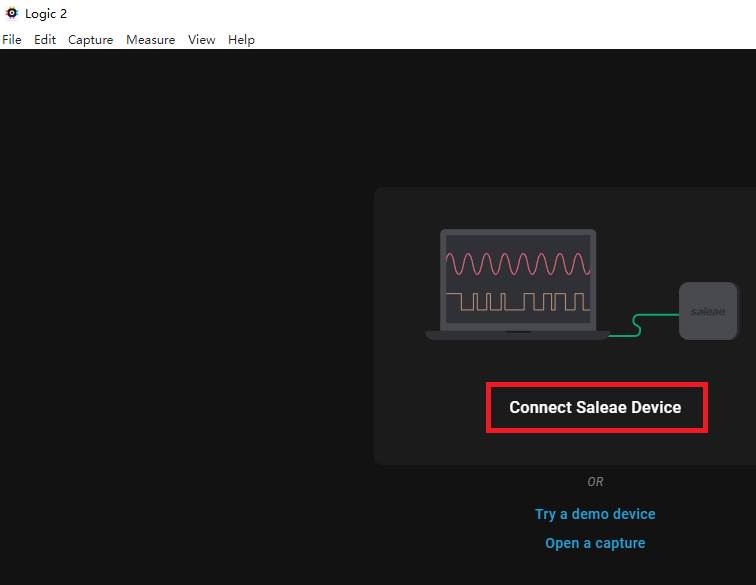 Logic 2
File Edit Capture Measure View Help
saleae
Connect Saleae Device
OR
Try a demo device
Open a capture